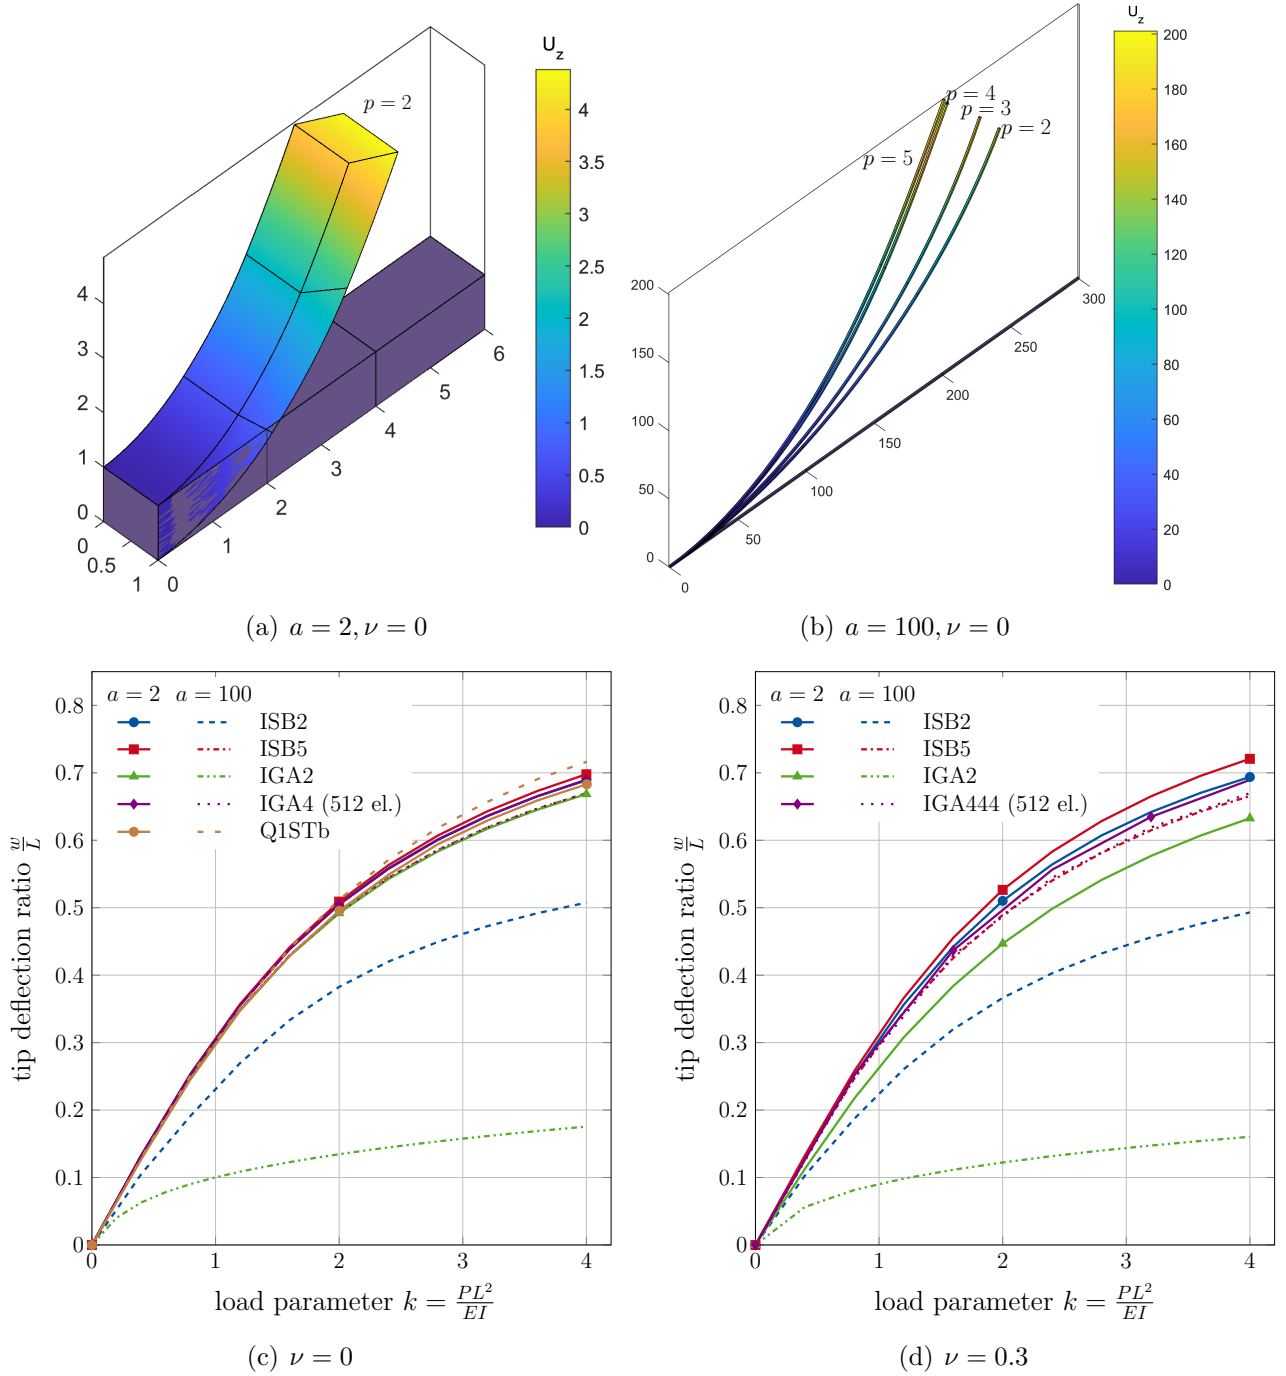 U_z
p = 2
4
3
2
1
0
0
0.5
1
0
1
2
3
4
5
6
4
3.5
3
2.5
2
1.5
1
0.5
0
(a) a = 2, ν = 0
U_z
p = 4
p = 3
p = 2
p = 5
200
150
100
50
0
0
50
100
150
200
250
300
200
180
160
140
120
100
80
60
40
20
0
(b) a = 100, ν = 0
a = 2 a = 100
ISB2
ISB5
IGA2
IGA4 (512 el.)
Q1STb
0.8
0.7
0.6
0.5
0.4
0.3
0.2
0.1
0
0 1 2 3 4
tip deflection ratio w/L
load parameter k = PL²/EI
(c) ν = 0
a = 2 a = 100
ISB2
ISB5
IGA2
IGA444 (512 el.)
0.8
0.7
0.6
0.5
0.4
0.3
0.2
0.1
0
0 1 2 3 4
tip deflection ratio w/L
load parameter k = PL²/EI
(d) ν = 0.3